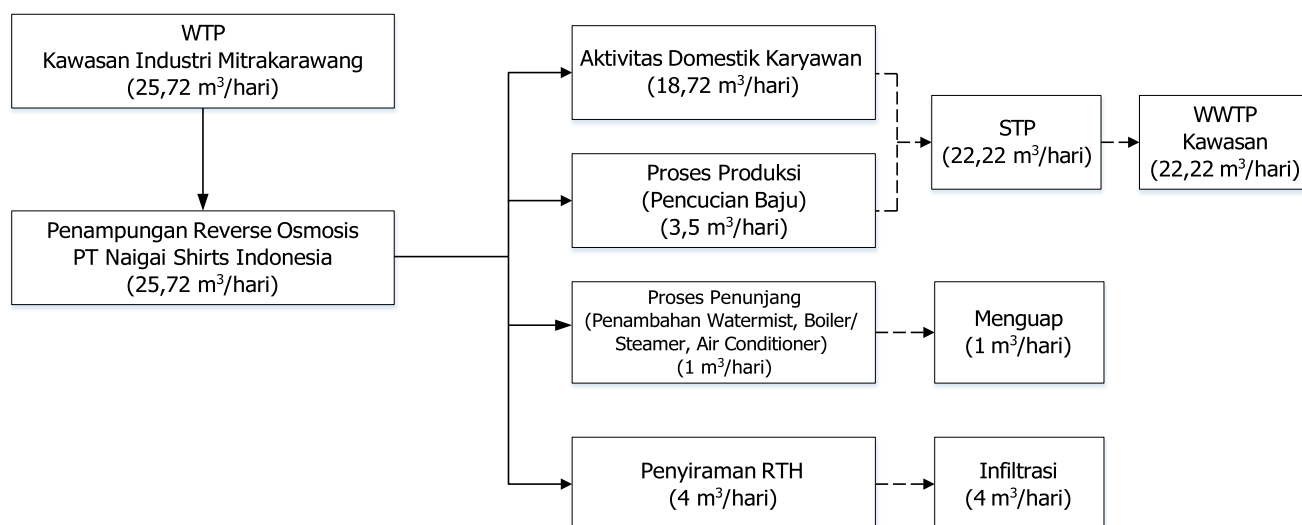 WTP
Kawasan Industri Mitrakarawang
(25,72 m³/hari)
Penampungan Reverse Osmosis
PT Naigai Shirts Indonesia
(25,72 m³/hari)
Aktivitas Domestik Karyawan
(18,72 m³/hari)
Proses Produksi
(Pencucian Baju)
(3,5 m³/hari)
Proses Penunjang
(Penambahan Watermist, Boiler/
Steamer, Air Conditioner)
(1 m³/hari)
Penyiraman RTH
(4 m³/hari)
STP
(22,22 m³/hari)
WWTP
Kawasan
(22,22 m³/hari)
Menguap
(1 m³/hari)
Infiltrasi
(4 m³/hari)